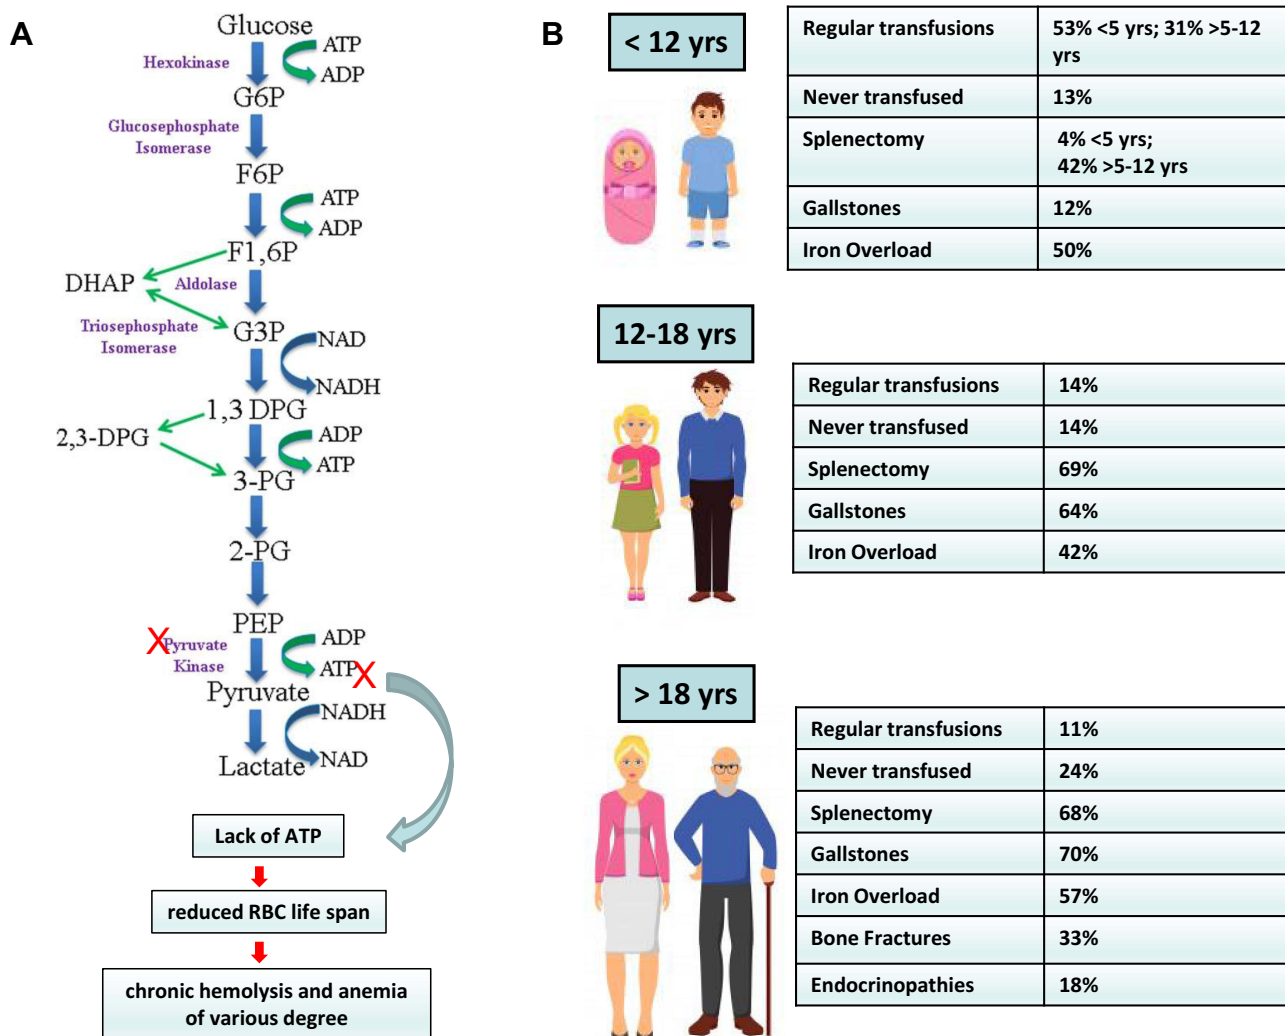 A
Glucose
Hexokinase
ATP
ADP
G6P
Glucosephosphate
Isomerase
F6P
ATP
ADP
F1,6P
DHAP
Aldolase
Triosephosphate
Isomerase
G3P
NAD
NADH
1,3 DPG
2,3-DPG
ADP
ATP
3-PG
2-PG
PEP
X
Pyruvate
Kinase
ADP
ATP
X
Pyruvate
NADH
NAD
Lactate
Lack of ATP
reduced RBC life span
chronic hemolysis and anemia
of various degree
B
< 12 yrs
Regular transfusions 53% <5 yrs; 31% >5-12
yrs
Never transfused 13%
Splenectomy 4% <5 yrs;
42% >5-12 yrs
Gallstones 12%
Iron Overload 50%
12-18 yrs
Regular transfusions 14%
Never transfused 14%
Splenectomy 69%
Gallstones 64%
Iron Overload 42%
> 18 yrs
Regular transfusions 11%
Never transfused 24%
Splenectomy 68%
Gallstones 70%
Iron Overload 57%
Bone Fractures 33%
Endocrinopathies 18%